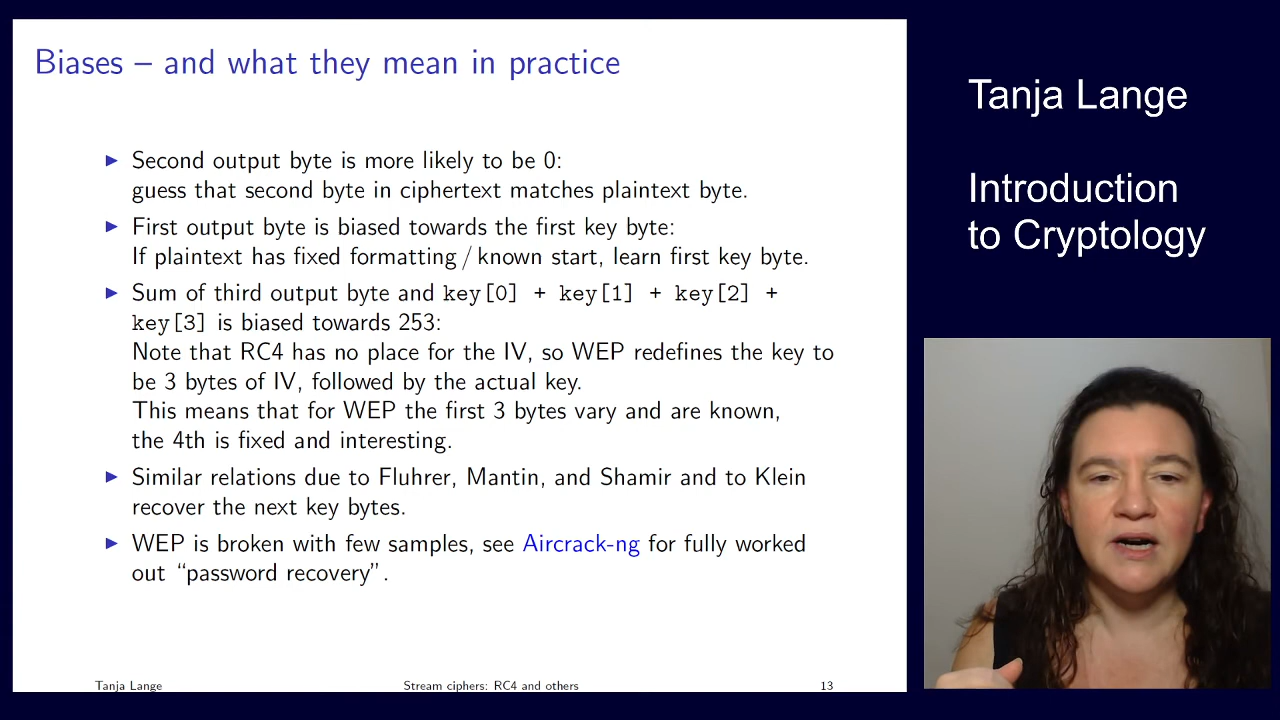 Biases – and what they mean in practice
▶ Second output byte is more likely to be 0:
guess that second byte in ciphertext matches plaintext byte.
▶ First output byte is biased towards the first key byte:
If plaintext has fixed formatting / known start, learn first key byte.
▶ Sum of third output byte and key[0] + key[1] + key[2] +
key[3] is biased towards 253:
Note that RC4 has no place for the IV, so WEP redefines the key to
be 3 bytes of IV, followed by the actual key.
This means that for WEP the first 3 bytes vary and are known,
the 4th is fixed and interesting.
▶ Similar relations due to Fluhrer, Mantin, and Shamir and to Klein
recover the next key bytes.
▶ WEP is broken with few samples, see Aircrack-ng for fully worked
out “password recovery”.
Tanja Lange Stream ciphers: RC4 and others 13
Tanja Lange
Introduction
to Cryptology